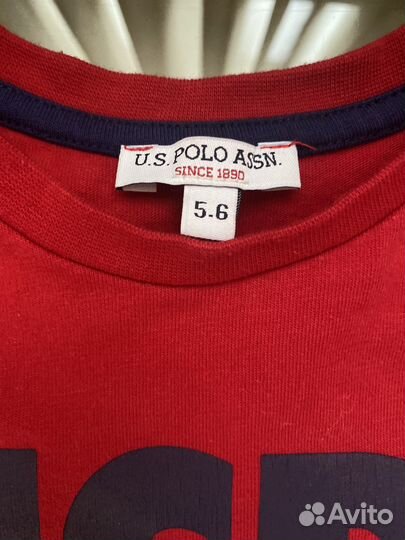 U.S. POLO ASSN.
SINCE 1890
5-6
Avito